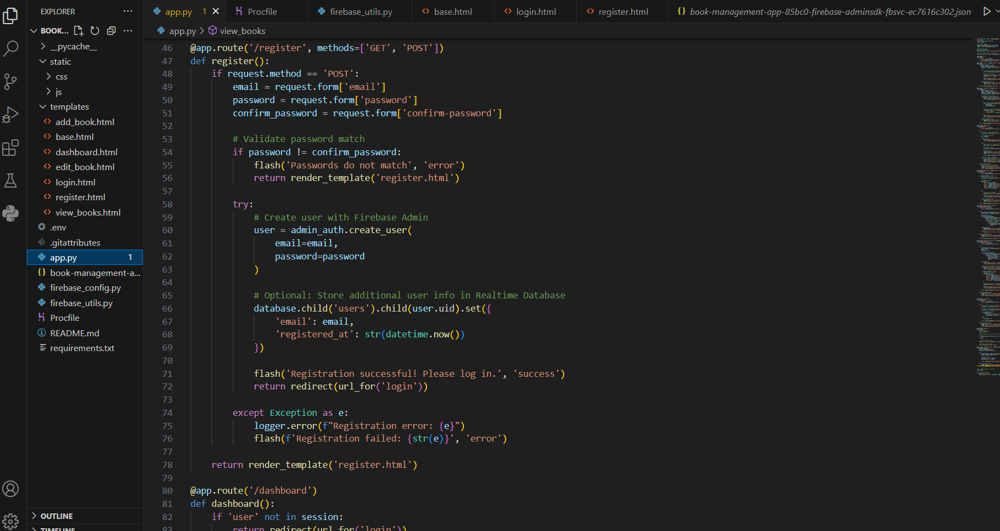 EXPLORER
BOOK...
__pycache__
static
css
js
templates
add_book.html
base.html
dashboard.html
edit_book.html
login.html
register.html
view_books.html
.env
.gitattributes
app.py 1
book-management-a...
firebase_config.py
firebase_utils.py
Procfile
README.md
requirements.txt
OUTLINE
TIMELINE
app.py 1 Procfile firebase_utils.py base.html login.html register.html book-management-app-85bc0-firebase-adminsdk-fbsvc-ec7616c302.json
app.py > view_books
46 @app.route('/register', methods=['GET', 'POST'])
47 def register():
48 if request.method == 'POST':
49 email = request.form['email']
50 password = request.form['password']
51 confirm_password = request.form['confirm-password']
52
53 # Validate password match
54 if password != confirm_password:
55 flash('Passwords do not match', 'error')
56 return render_template('register.html')
57
58 try:
59 # Create user with Firebase Admin
60 user = admin_auth.create_user(
61 email=email,
62 password=password
63 )
64
65 # Optional: Store additional user info in Realtime Database
66 database.child('users').child(user.uid).set({
67 'email': email,
68 'registered_at': str(datetime.now())
69 })
70
71 flash('Registration successful! Please log in.', 'success')
72 return redirect(url_for('login'))
73
74 except Exception as e:
75 logger.error(f"Registration error: {e}")
76 flash(f'Registration failed: {str(e)}', 'error')
77
78 return render_template('register.html')
79
80 @app.route('/dashboard')
81 def dashboard():
82 if 'user' not in session:
83 return redirect(url_for('login'))